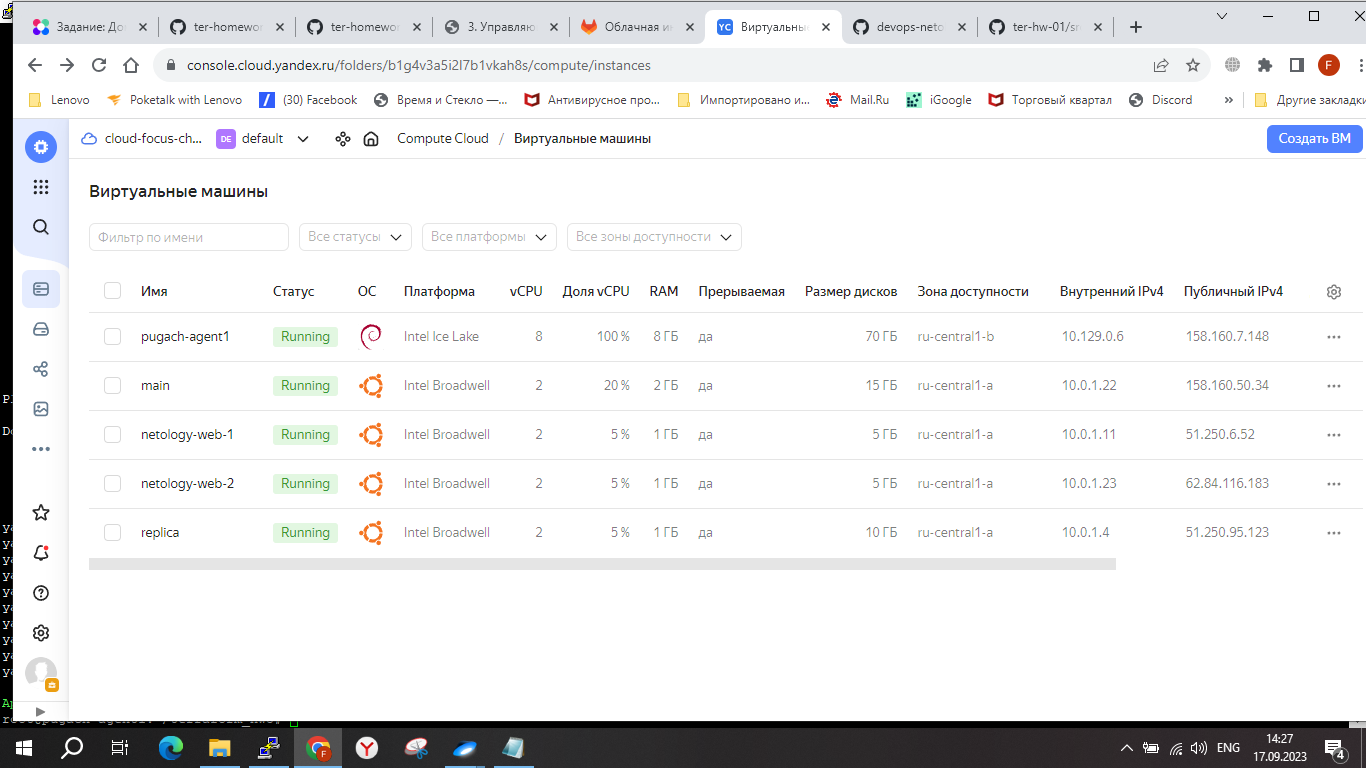 Задание: До
ter-homewor
ter-homewor
3. Управляю
Облачная ин
Виртуальны
devops-neto
ter-hw-01/sr
console.cloud.yandex.ru/folders/b1g4v3a5i2l7b1vkah8s/compute/instances
F
Lenovo
Poketalk with Lenovo
(30) Facebook
Время и Стекло —...
Антивирусное про...
Импортировано и...
Mail.Ru
iGoogle
Торговый квартал
Discord
»
Другие закладки
cloud-focus-ch...
DE
default
Compute Cloud / Виртуальные машины
Создать ВМ
Виртуальные машины
Фильтр по имени
Все статусы
Все платформы
Все зоны доступности
Имя Статус ОС Платформа vCPU Доля vCPU RAM Прерываемая Размер дисков Зона доступности Внутренний IPv4 Публичный IPv4
pugach-agent1 Running Intel Ice Lake 8 100 % 8 ГБ да 70 ГБ ru-central1-b 10.129.0.6 158.160.7.148
main Running Intel Broadwell 2 20 % 2 ГБ да 15 ГБ ru-central1-a 10.0.1.22 158.160.50.34
netology-web-1 Running Intel Broadwell 2 5 % 1 ГБ да 5 ГБ ru-central1-a 10.0.1.11 51.250.6.52
netology-web-2 Running Intel Broadwell 2 5 % 1 ГБ да 5 ГБ ru-central1-a 10.0.1.23 62.84.116.183
replica Running Intel Broadwell 2 5 % 1 ГБ да 10 ГБ ru-central1-a 10.0.1.4 51.250.95.123
ENG
14:27
17.09.2023
4